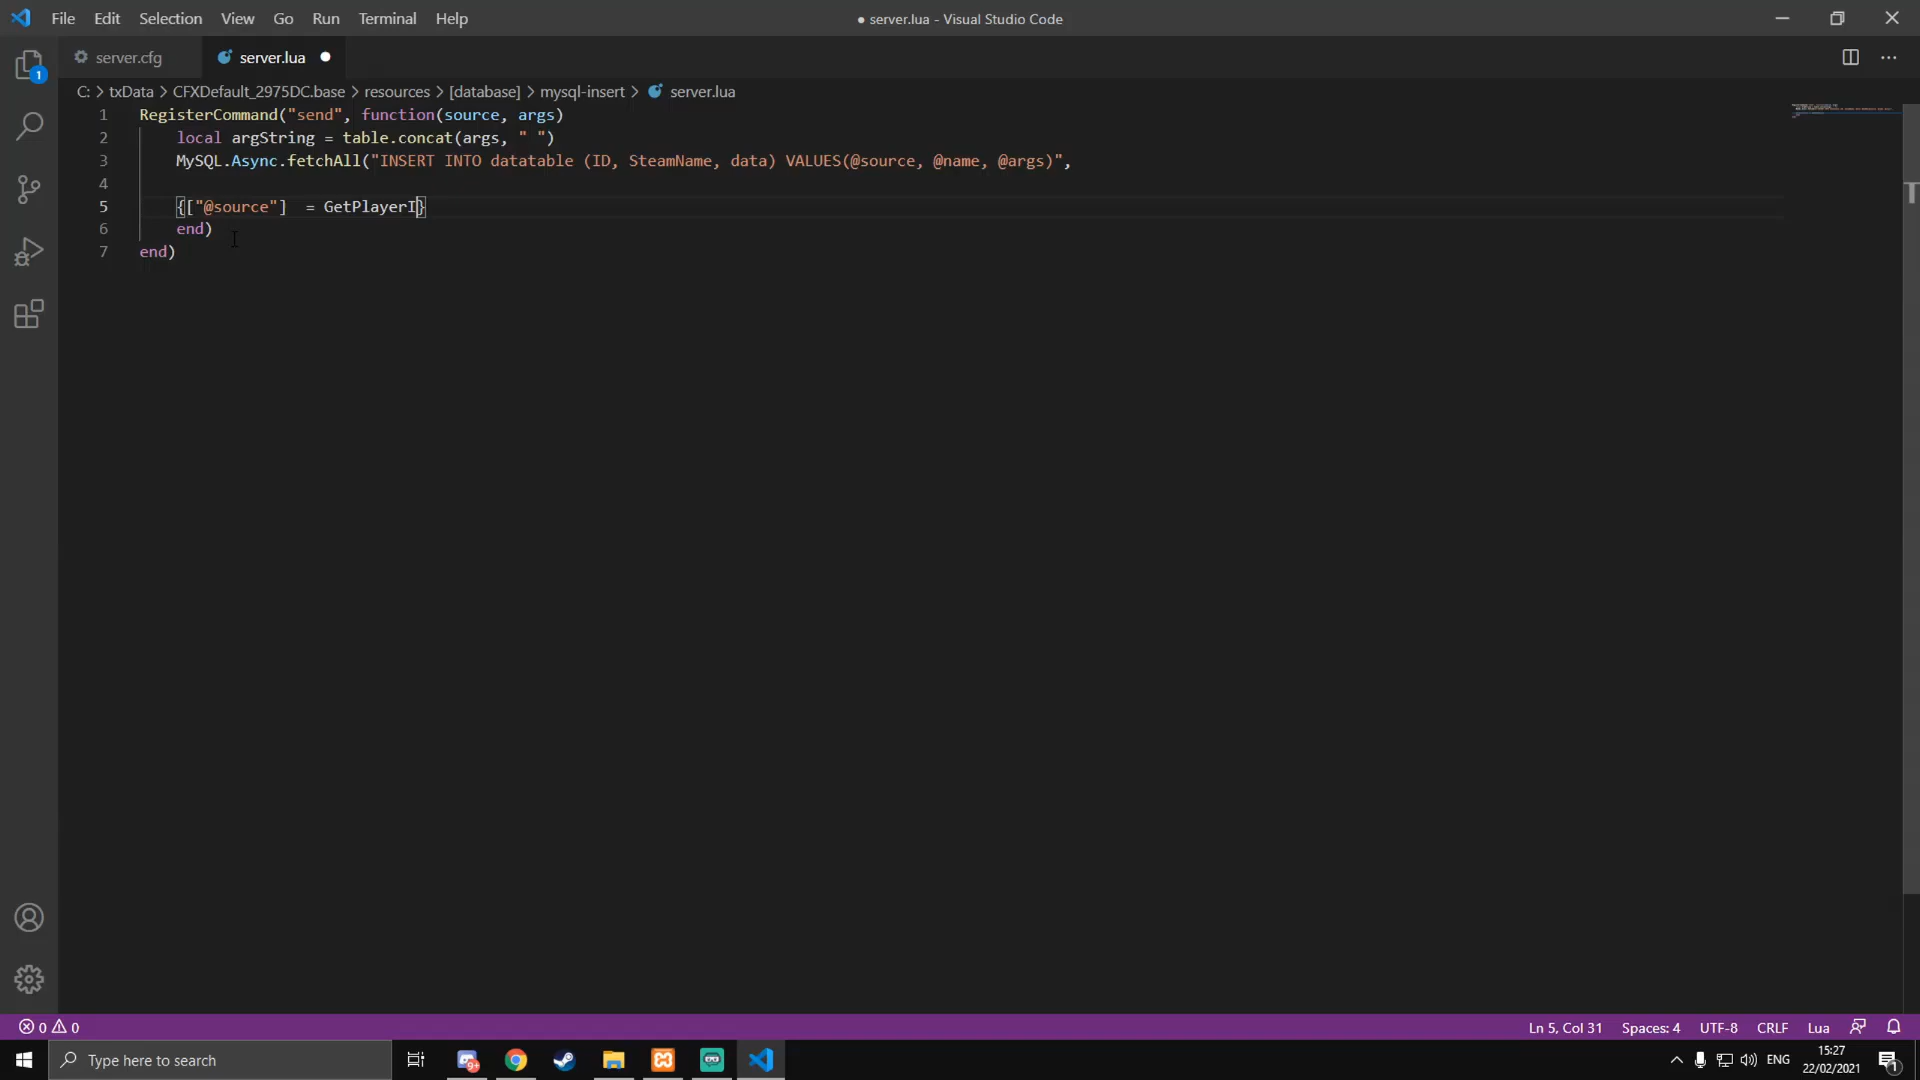 File Edit Selection View Go Run Terminal Help
● server.lua - Visual Studio Code
server.cfg
server.lua ●
C: > txData > CFXDefault_2975DC.base > resources > [database] > mysql-insert > server.lua
1 RegisterCommand("send", function(source, args)
2 local argString = table.concat(args, " ")
3 MySQL.Async.fetchAll("INSERT INTO datatable (ID, SteamName, data) VALUES(@source, @name, @args)",
4
5 {["@source"]  = GetPlayerI}
6 end)
7 end)
1
0 0
Ln 5, Col 31 Spaces: 4 UTF-8 CRLF Lua
Type here to search
9+
ENG
15:27
22/02/2021
1